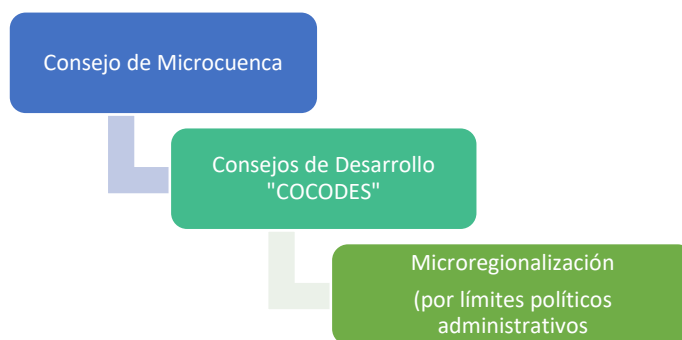 Consejo de Microcuenca
Consejos de Desarrollo
"COCODES"
Microregionalización
(por límites políticos
administrativos